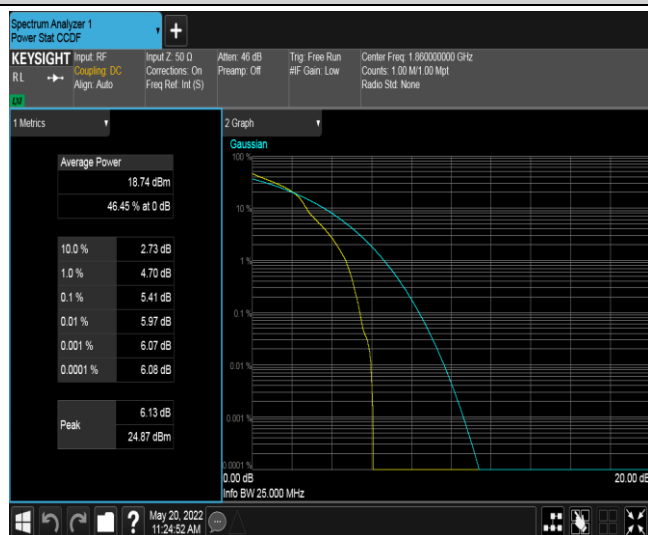 Spectrum Analyzer 1
Power Stat CCDF
KEYSIGHT
RL
LXI
Input: RF
Coupling: DC
Align: Auto
Input Z: 50 Ω
Corrections: On
Freq Ref: Int (S)
Atten: 46 dB
Preamp: Off
Trig: Free Run
#IF Gain: Low
Center Freq: 1.860000000 GHz
Counts: 1.00 M/1.00 Mpt
Radio Std: None
1 Metrics
Average Power
18.74 dBm
46.45 % at 0 dB
10.0 % 2.73 dB
1.0 % 4.70 dB
0.1 % 5.41 dB
0.01 % 5.97 dB
0.001 % 6.07 dB
0.0001 % 6.08 dB
Peak
6.13 dB
24.87 dBm
2 Graph
Gaussian
100 %
10 %
1 %
0.1 %
0.01 %
0.001 %
0.0001 %
0.00 dB 20.00 dB
Info BW 25.000 MHz
?
May 20, 2022
11:24:52 AM